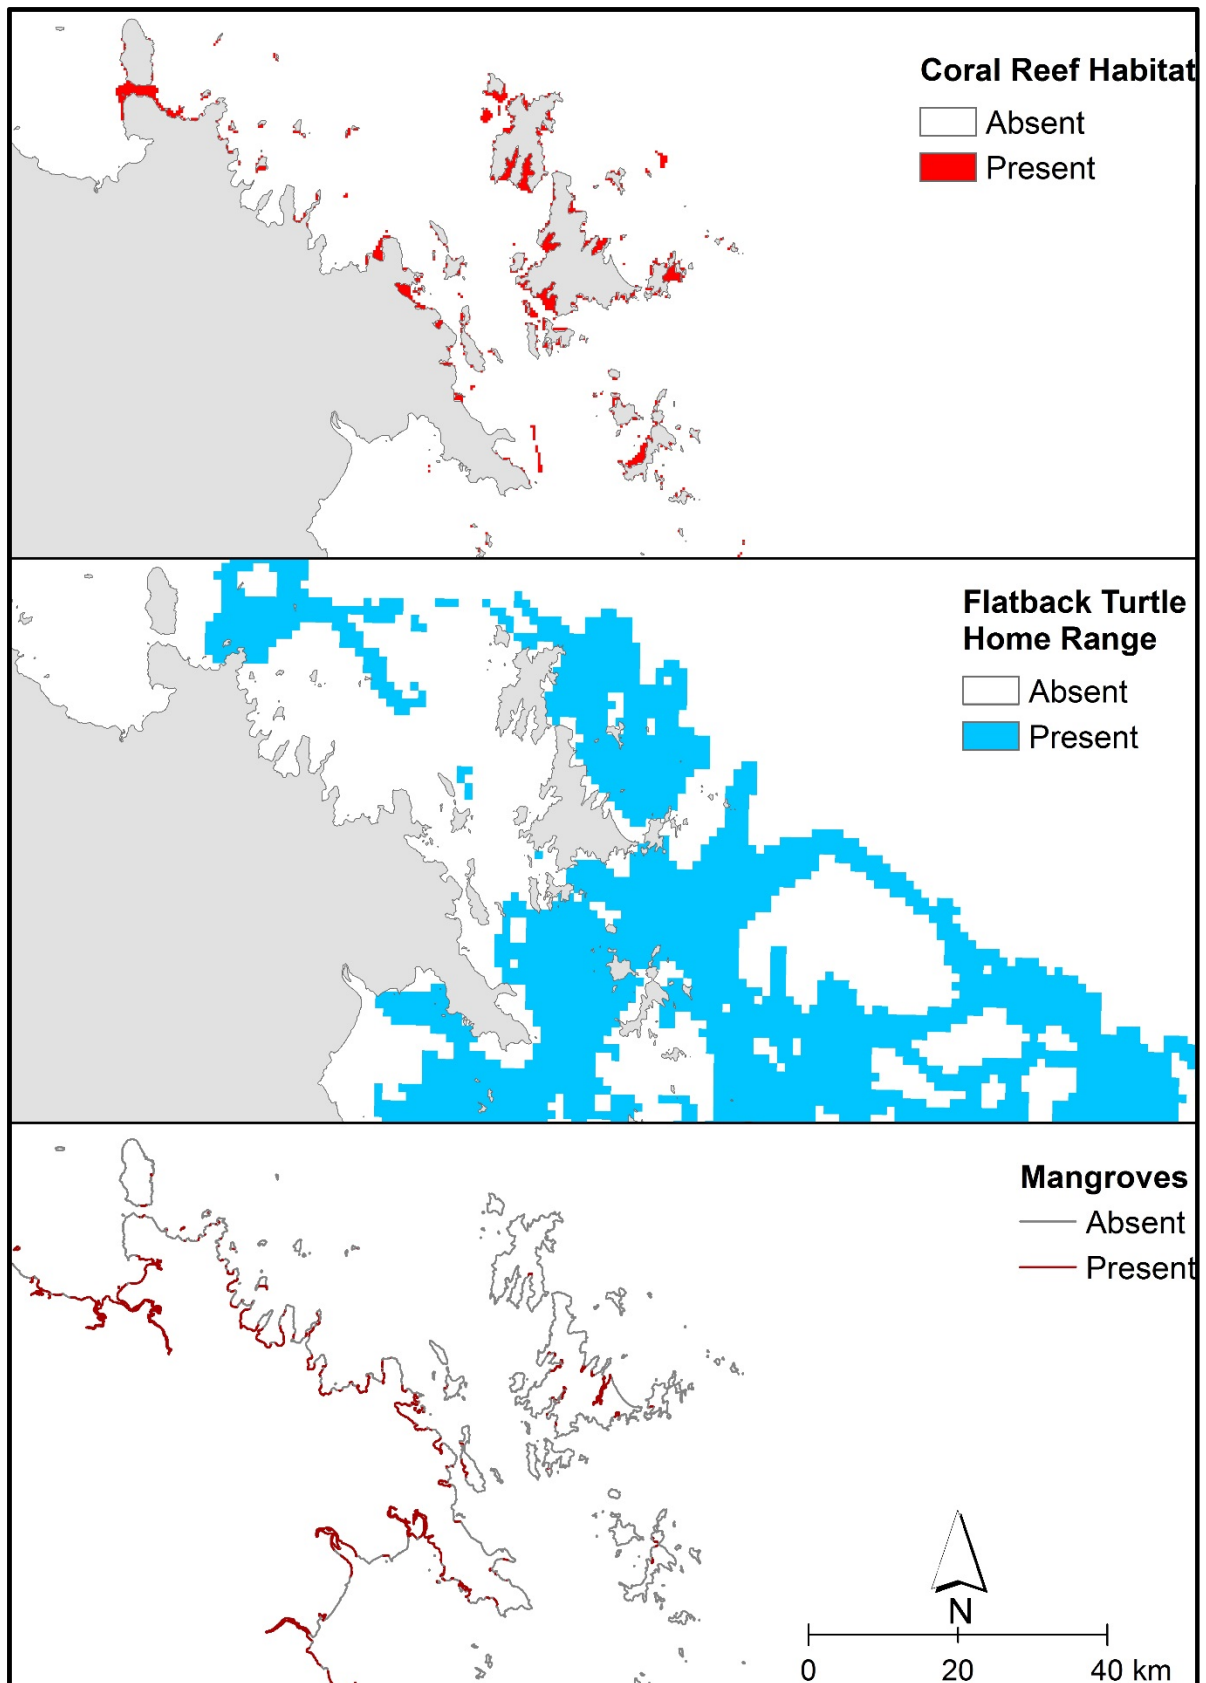 Coral Reef Habitat
Absent
Present
Flatback Turtle
Home Range
Absent
Present
Mangroves
Absent
Present
N
0 20 40 km